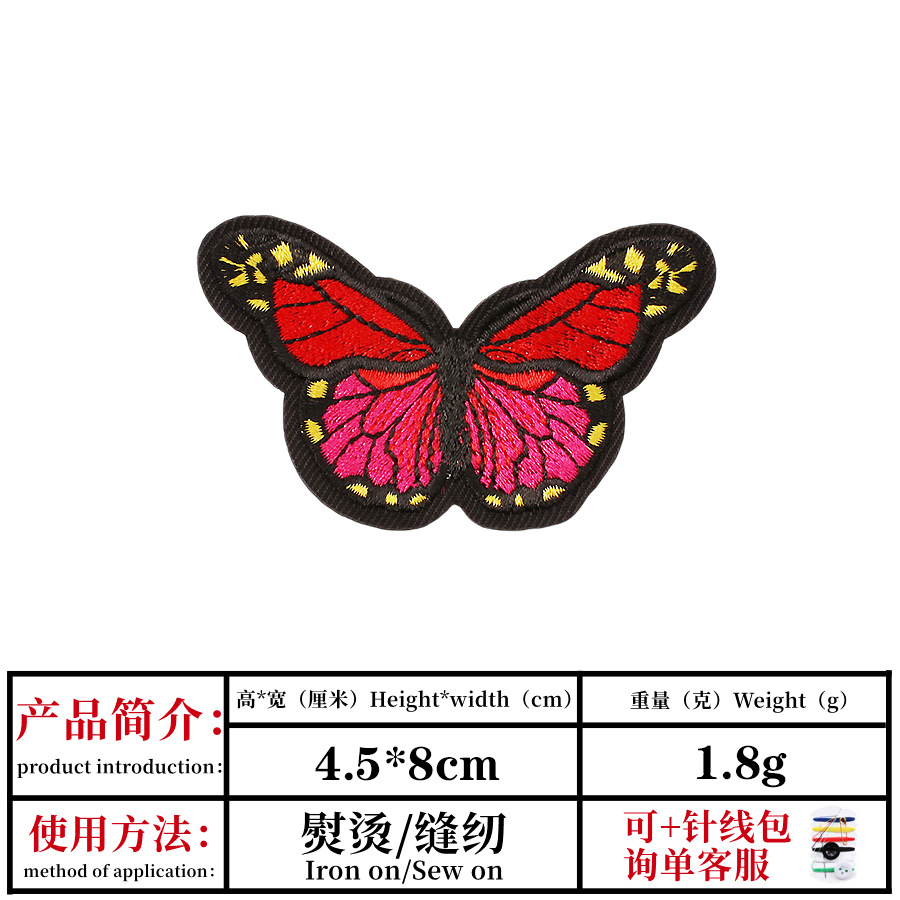 产品简介：
product introduction：
高*宽（厘米）Height*width（cm）
重量（克）Weight（g）
4.5*8cm
1.8g
使用方法：
method of application：
熨烫/缝纫
Iron on/Sew on
可+针线包
询单客服